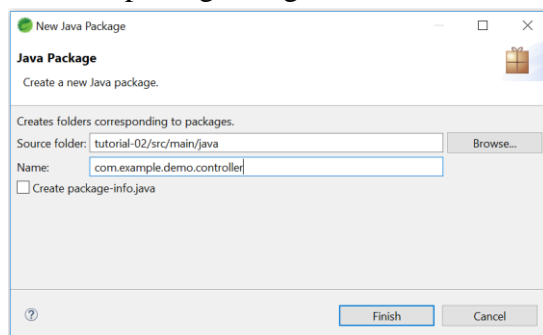 New Java Package
Java Package
Create a new Java package.
Creates folders corresponding to packages.
Source folder: tutorial-02/src/main/java Browse...
Name: com.example.demo.controller
Create package-info.java
Finish Cancel